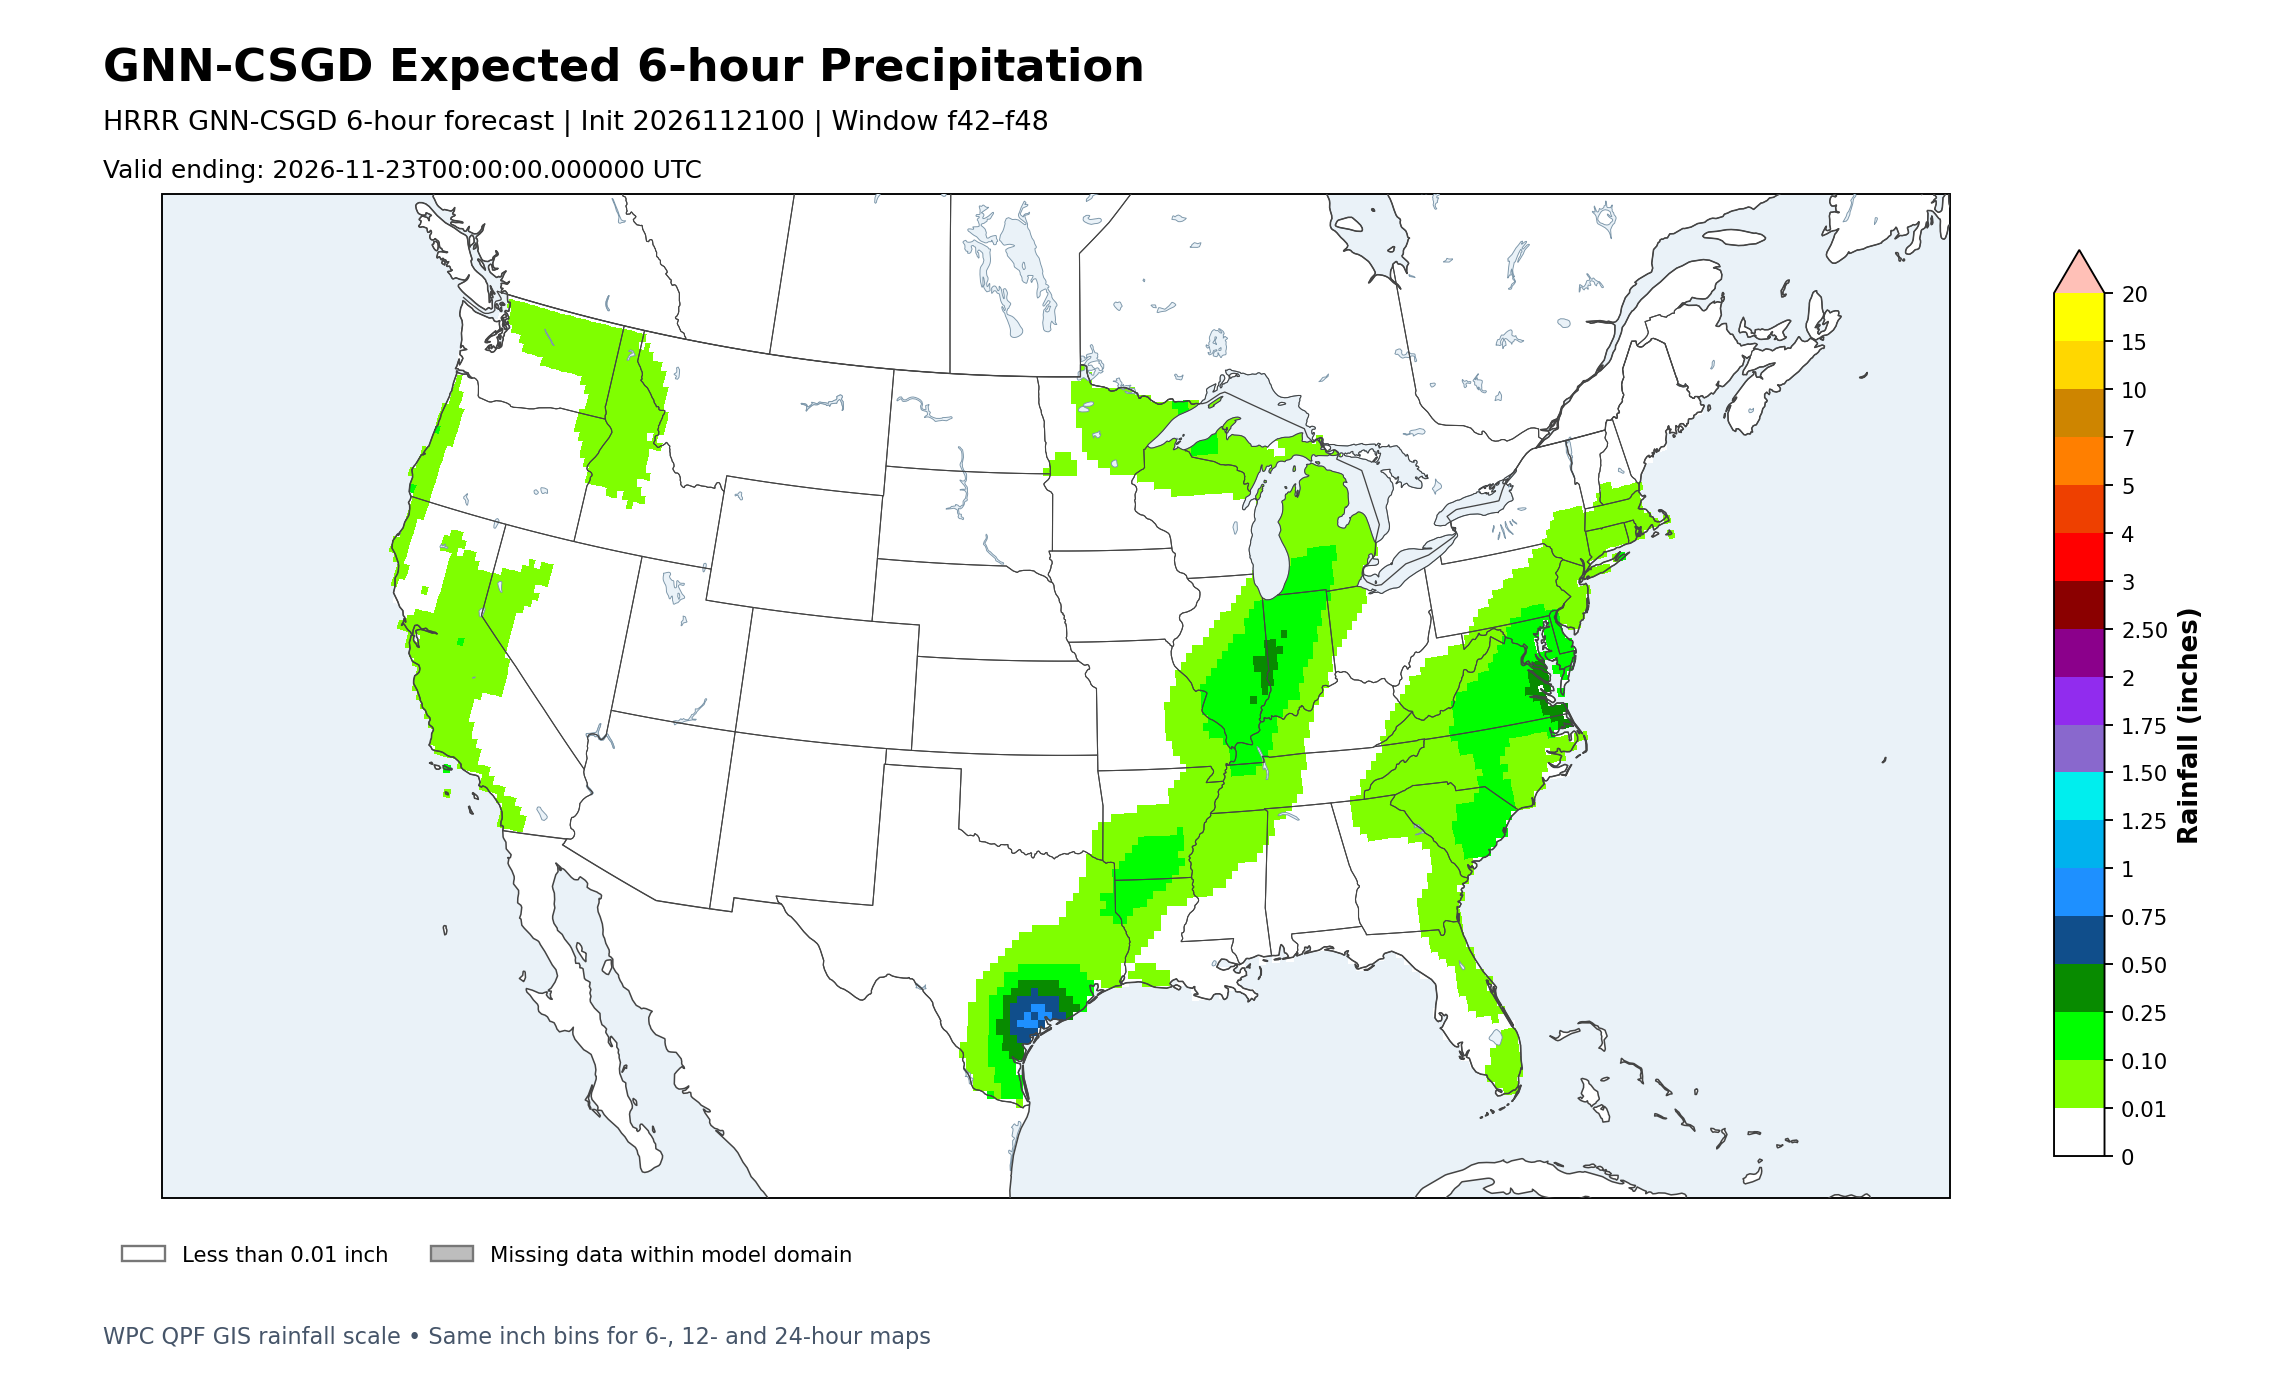 GNN-CSGD Expected 6-hour Precipitation
HRRR GNN-CSGD 6-hour forecast | Init 2026112100 | Window f42–f48
Valid ending: 2026-11-23T00:00:00.000000 UTC
20
15
10
7
5
4
3
2.50
2
1.75
1.50
1.25
1
0.75
0.50
0.25
0.10
0.01
0
Rainfall (inches)
Less than 0.01 inch
Missing data within model domain
WPC QPF GIS rainfall scale • Same inch bins for 6-, 12- and 24-hour maps